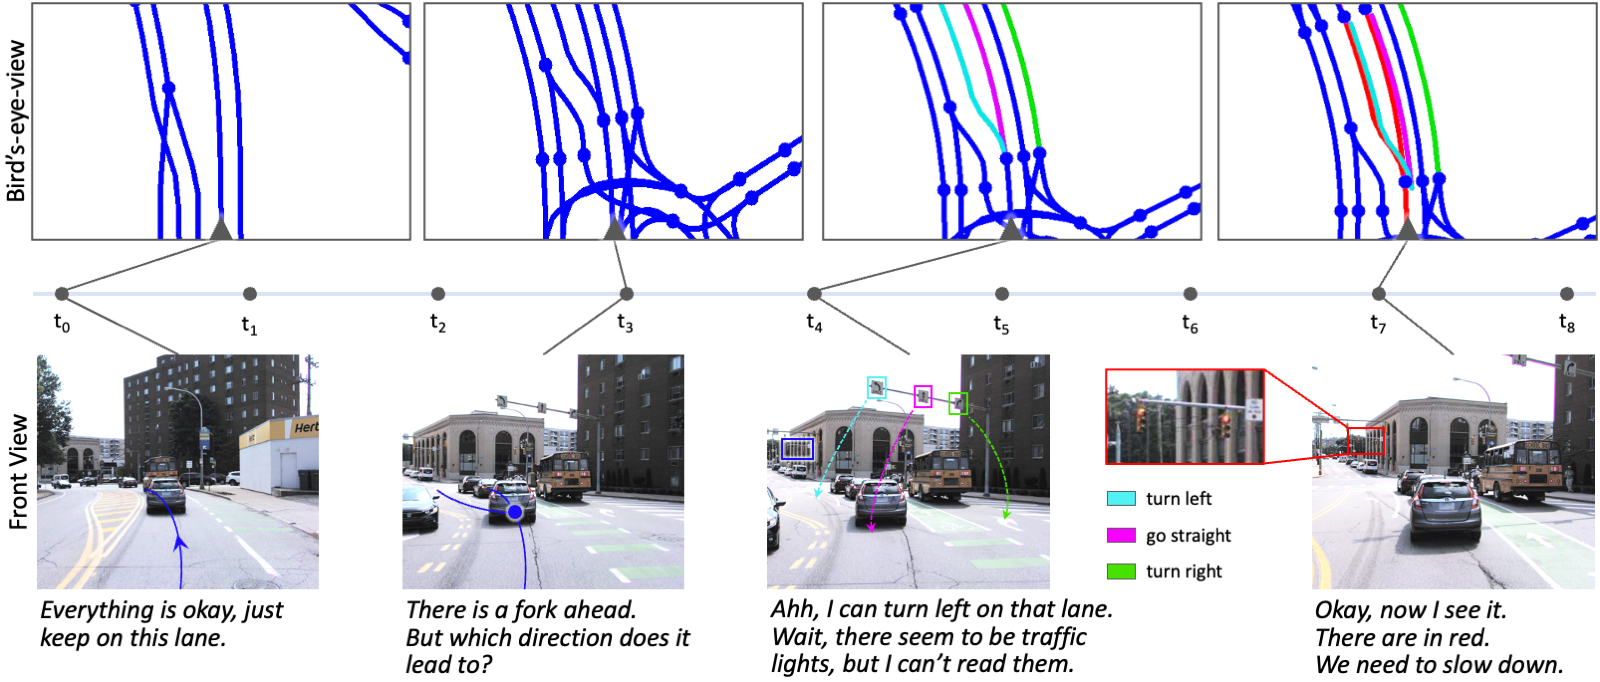 Bird's-eye-view
t0
t1
t2
t3
t4
t5
t6
t7
t8
Front View
Hertz
turn left
go straight
turn right
Everything is okay, just
keep on this lane.
There is a fork ahead.
But which direction does it
lead to?
Ahh, I can turn left on that lane.
Wait, there seem to be traffic
lights, but I can't read them.
Okay, now I see it.
There are in red.
We need to slow down.